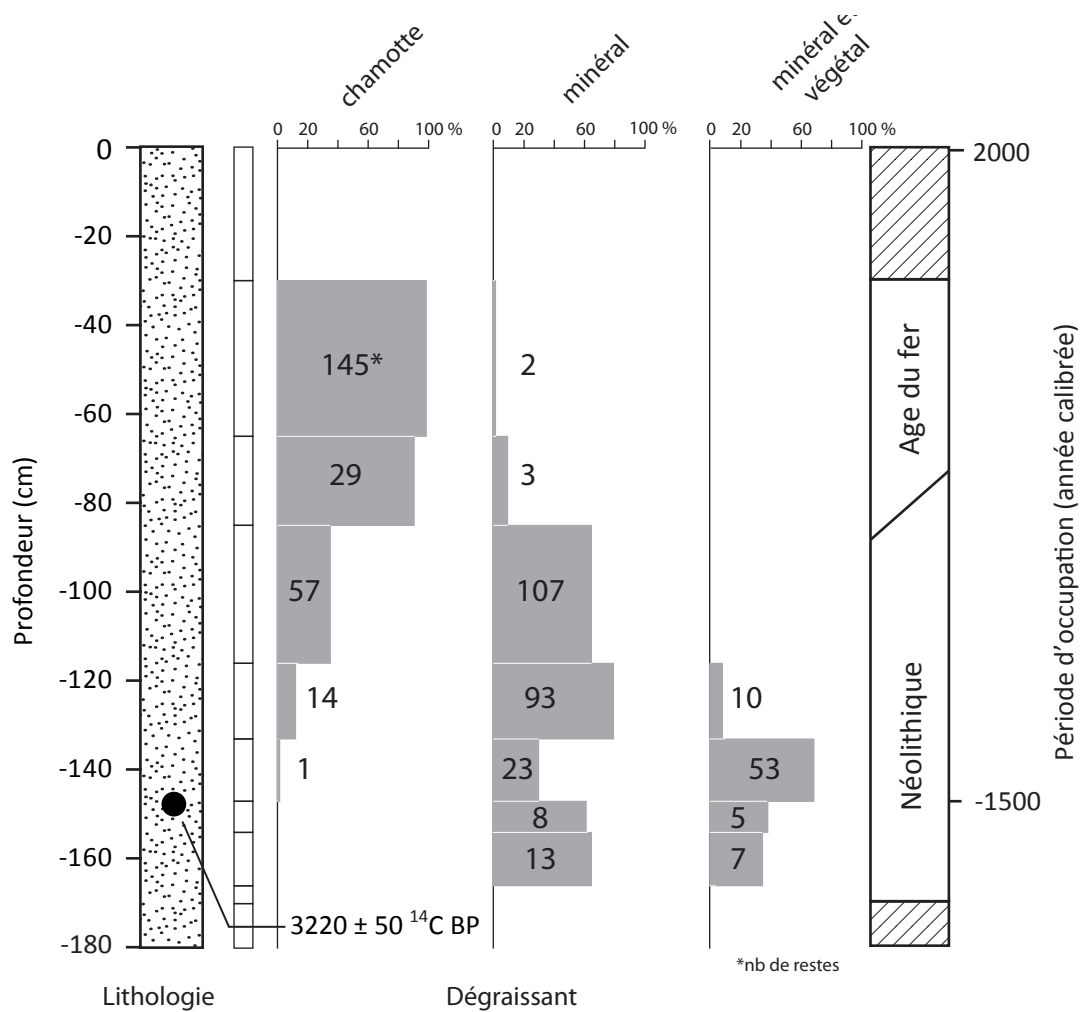 chamotte
minéral
minéral et
végétal
0 20 60 100 %
0 20 60 100 %
0 20 60 100 %
0
-20
-40
-60
-80
-100
-120
-140
-160
-180
Profondeur (cm)
145*
29
57
14
1
2
3
107
93
23
8
13
10
53
5
7
2000
-1500
Age du fer
Néolithique
Période d'occupation (année calibrée)
3220 ± 50 ¹⁴C BP
*nb de restes
Lithologie
Dégraissant